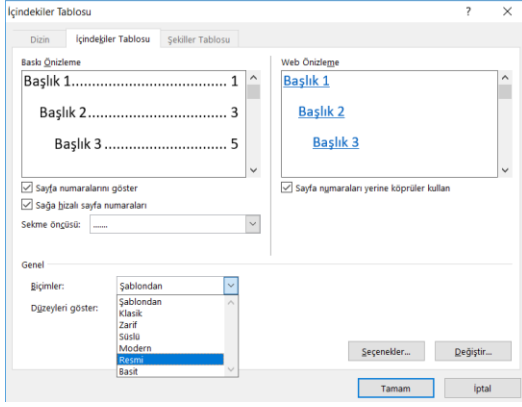 İçindekiler Tablosu
Dizin İçindekiler Tablosu Şekiller Tablosu
Baskı Önizleme
Başlık 1.................................. 1
Başlık 2.............................. 3
Başlık 3........................... 5
Web Önizleme
Başlık 1
Başlık 2
Başlık 3
Sayfa numaralarını göster
Sağa hizalı sayfa numaraları
Sekme öncüsü: .......
Sayfa numaraları yerine köprüler kullan
Genel
Biçimler: Şablondan
Düzeyleri göster:
Şablondan
Klasik
Zarif
Süslü
Modern
Resmi
Basit
Seçenekler... Değiştir...
Tamam İptal